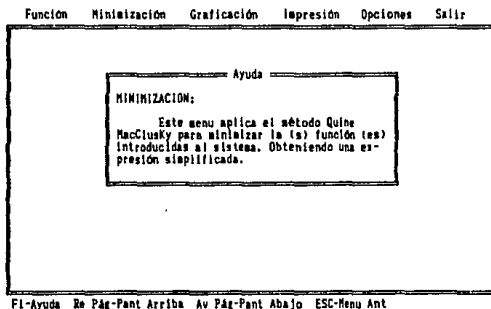 Función Minimización Graficación Impresión Opciones Salir
Ayuda
MINIMIZACION:
Este menu aplica el método Quine
MacClusKy para minimizar la (s) función (es)
introducidas al sistema. Obteniendo una ex-
presión simplificada.
F1-Ayuda Re Pág-Pant Arriba Av Pág-Pant Abajo ESC-Menu Ant